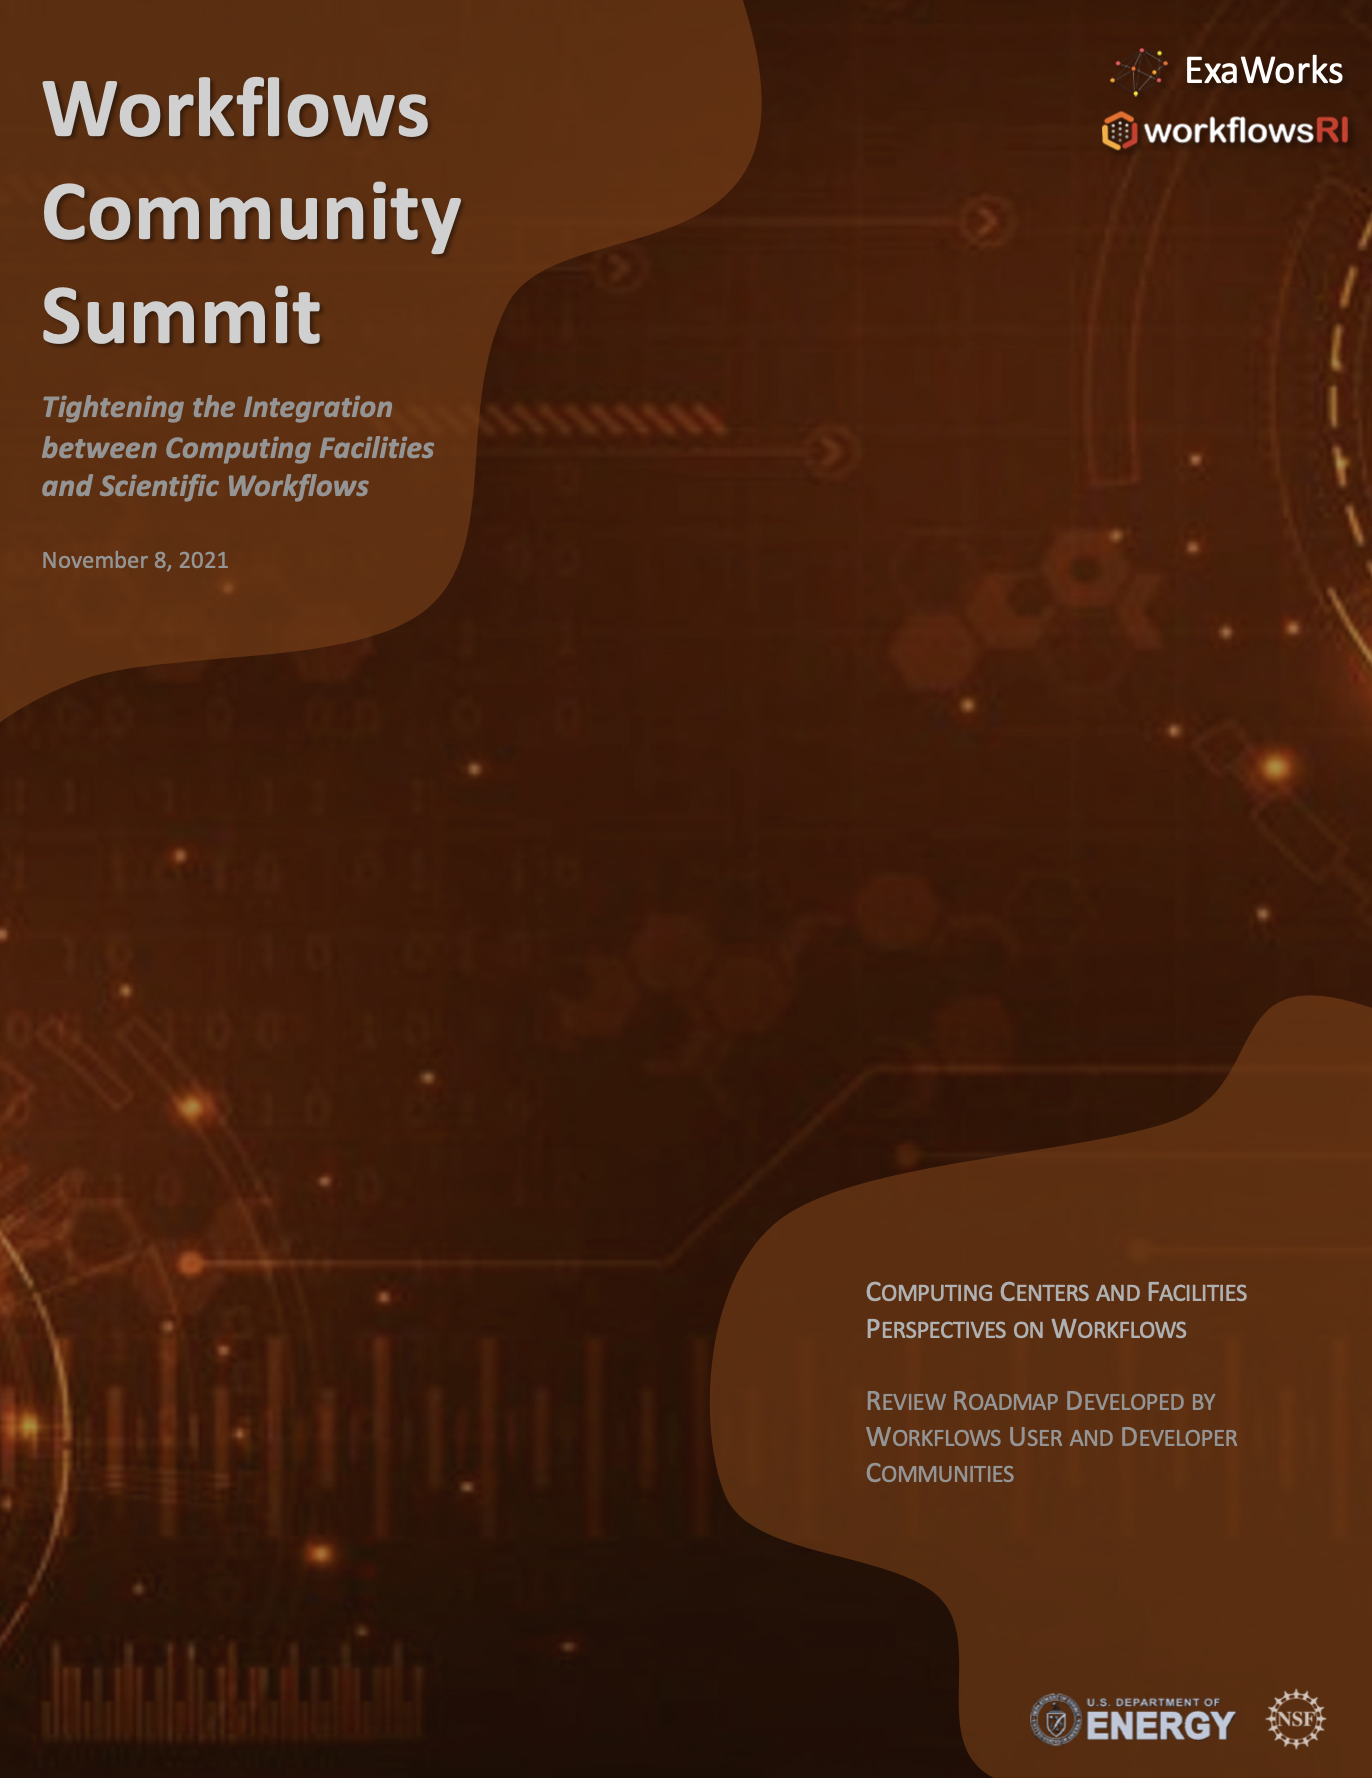 Workflows
Community
Summit
Tightening the Integration
between Computing Facilities
and Scientific Workflows
November 8, 2021
ExaWorks
workflowsRI
COMPUTING CENTERS AND FACILITIES
PERSPECTIVES ON WORKFLOWS
REVIEW ROADMAP DEVELOPED BY
WORKFLOWS USER AND DEVELOPER
COMMUNITIES
U.S. DEPARTMENT OF
ENERGY
NSF